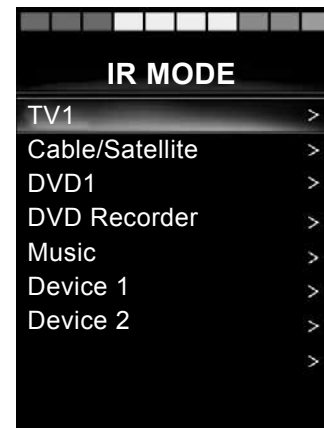 IR MODE
TV1 >
Cable/Satellite >
DVD1 >
DVD Recorder >
Music >
Device 1 >
Device 2 >
>